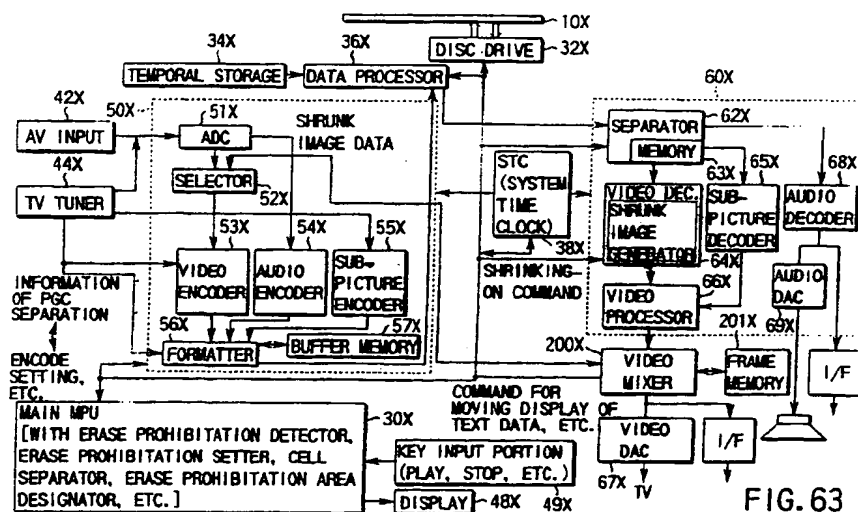 10X
34X
36X
DISC DRIVE
32X
TEMPORAL STORAGE
DATA PROCESSOR
60X
42X
50X
51X
AV INPUT
ADC
SHRUNK
IMAGE DATA
SEPARATOR
62X
MEMORY
44X
SELECTOR
52X
STC
(SYSTEM
TIME
CLOCK)
38X
63X
65X
68X
TV TUNER
VIDEO DEC.
SHRUNK
IMAGE
GENERATOR
64X
SUB-
PICTURE
DECODER
AUDIO
DECODER
53X
54X
55X
VIDEO
ENCODER
AUDIO
ENCODER
SUB-
PICTURE
ENCODER
SHRINKING-
ON COMMAND
INFORMATION
OF PGC
SEPARATION
66X
AUDIO
DAC
69X
VIDEO
PROCESSOR
56X
57X
FORMATTER
BUFFER MEMORY
200X
201X
ENCODE
SETTING,
ETC.
VIDEO
MIXER
FRAME
MEMORY
I/F
MAIN MPU
30X
[WITH ERASE PROHIBITATION DETECTOR,
ERASE PROHIBITATION SETTER, CELL
SEPARATOR, ERASE PROHIBITATION AREA
DESIGNATOR, ETC.]
COMMAND FOR
MOVING DISPLAY OF
TEXT DATA, ETC.
VIDEO
DAC
I/F
KEY INPUT PORTION
(PLAY, STOP, ETC.)
67X
TV
DISPLAY
48X
49X
FIG. 63